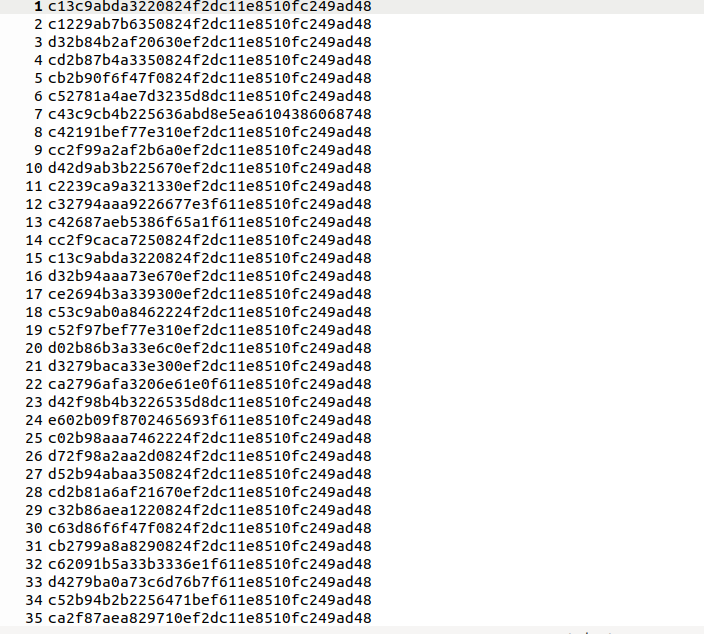 1 c13c9abda3220824f2dc11e8510fc249ad48
2 c1229ab7b6350824f2dc11e8510fc249ad48
3 d32b84b2af20630ef2dc11e8510fc249ad48
4 cd2b87b4a3350824f2dc11e8510fc249ad48
5 cb2b90f6f47f0824f2dc11e8510fc249ad48
6 c52781a4ae7d3235d8dc11e8510fc249ad48
7 c43c9cb4b225636abd8e5ea6104386068748
8 c42191bef77e310ef2dc11e8510fc249ad48
9 cc2f99a2af2b6a0ef2dc11e8510fc249ad48
10 d42d9ab3b225670ef2dc11e8510fc249ad48
11 c2239ca9a321330ef2dc11e8510fc249ad48
12 c32794aaa9226677e3f611e8510fc249ad48
13 c42687aeb5386f65a1f611e8510fc249ad48
14 cc2f9caca7250824f2dc11e8510fc249ad48
15 c13c9abda3220824f2dc11e8510fc249ad48
16 d32b94aaa73e670ef2dc11e8510fc249ad48
17 ce2694b3a339300ef2dc11e8510fc249ad48
18 c53c9ab0a8462224f2dc11e8510fc249ad48
19 c52f97bef77e310ef2dc11e8510fc249ad48
20 d02b86b3a33e6c0ef2dc11e8510fc249ad48
21 d3279baca33e300ef2dc11e8510fc249ad48
22 ca2796afa3206e61e0f611e8510fc249ad48
23 d42f98b4b3226535d8dc11e8510fc249ad48
24 e602b09f8702465693f611e8510fc249ad48
25 c02b98aaa7462224f2dc11e8510fc249ad48
26 d72f98a2aa2d0824f2dc11e8510fc249ad48
27 d52b94abaa350824f2dc11e8510fc249ad48
28 cd2b81a6af21670ef2dc11e8510fc249ad48
29 c32b86aea1220824f2dc11e8510fc249ad48
30 c63d86f6f47f0824f2dc11e8510fc249ad48
31 cb2799a8a8290824f2dc11e8510fc249ad48
32 c62091b5a33b3336e1f611e8510fc249ad48
33 d4279ba0a73c6d76b7f611e8510fc249ad48
34 c52b94b2b2256471bef611e8510fc249ad48
35 ca2f87aea829710ef2dc11e8510fc249ad48